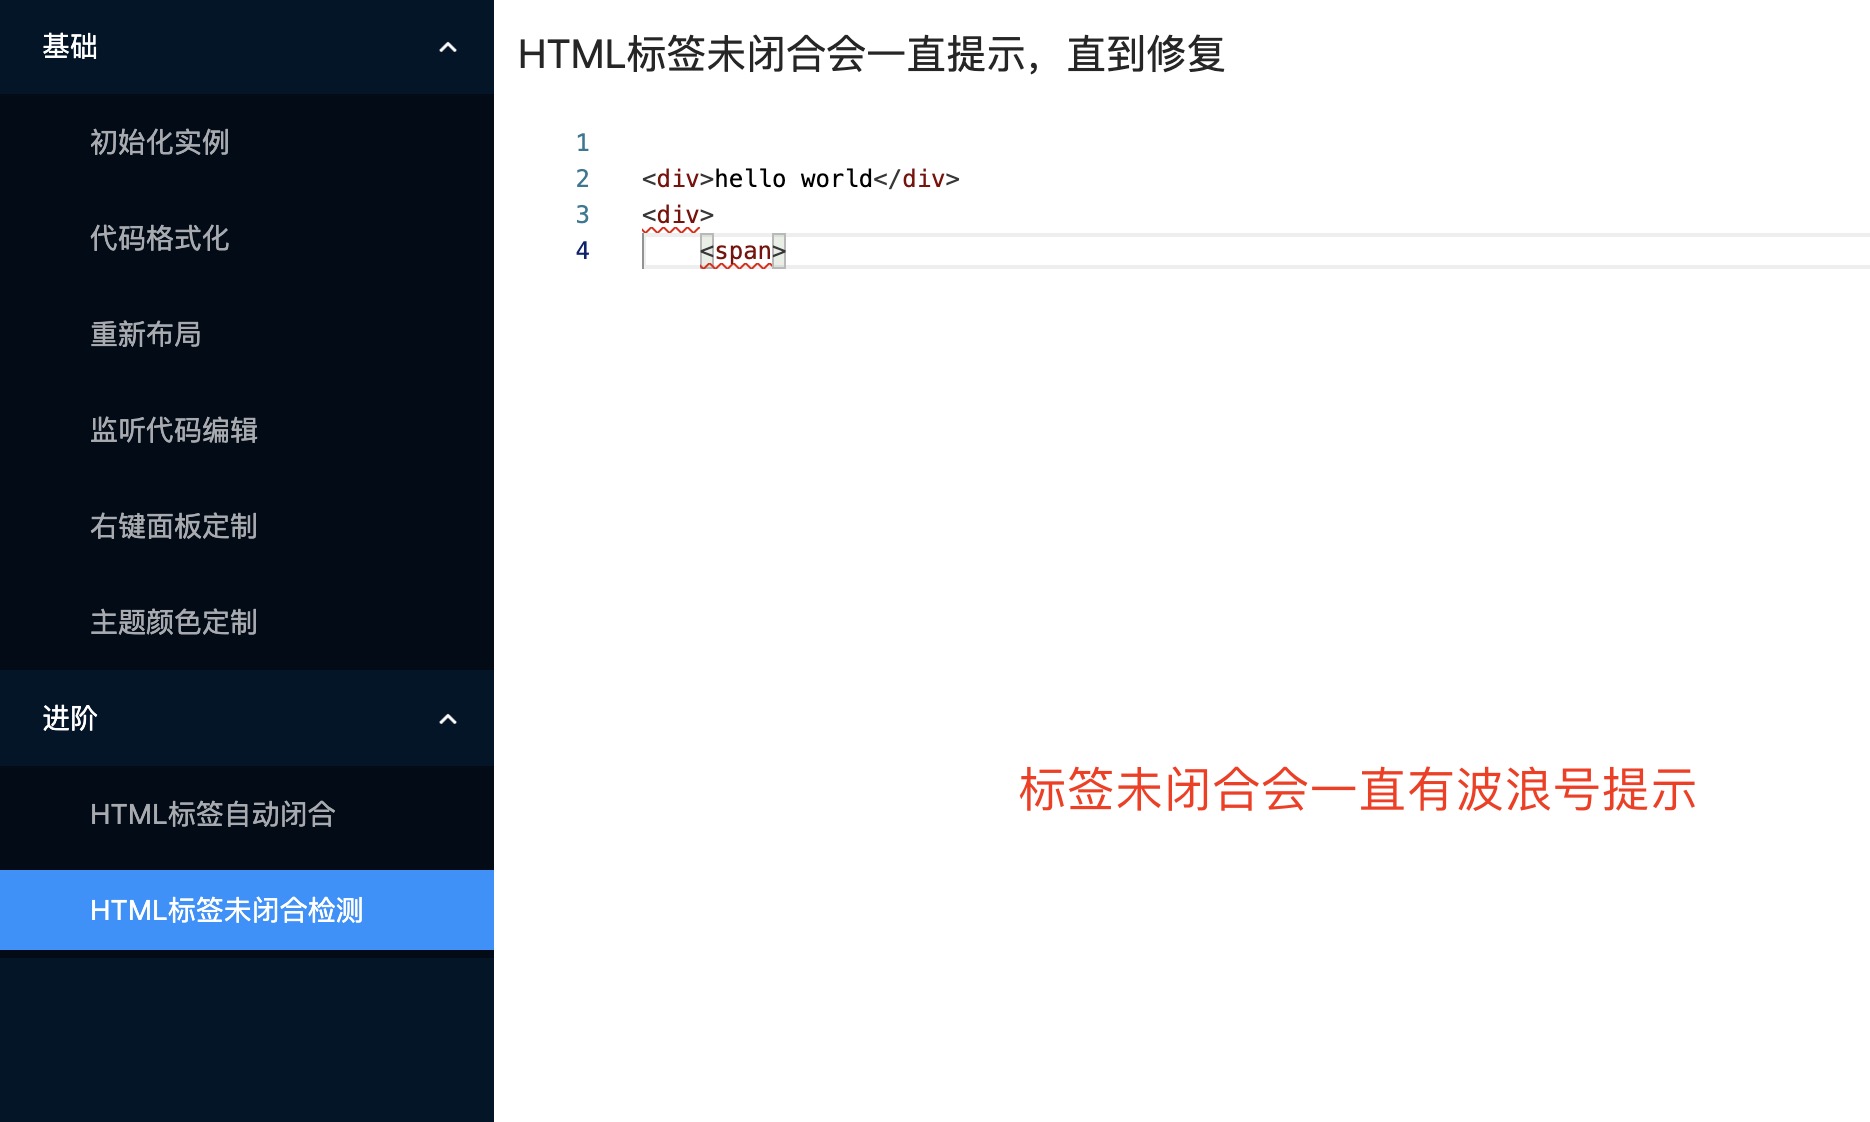 基础
初始化实例
代码格式化
重新布局
监听代码编辑
右键面板定制
主题颜色定制
进阶
HTML标签自动闭合
HTML标签未闭合检测
HTML标签未闭合会一直提示，直到修复
1
2 <div>hello world</div>
3 <div>
4     <span>
标签未闭合会一直有波浪号提示